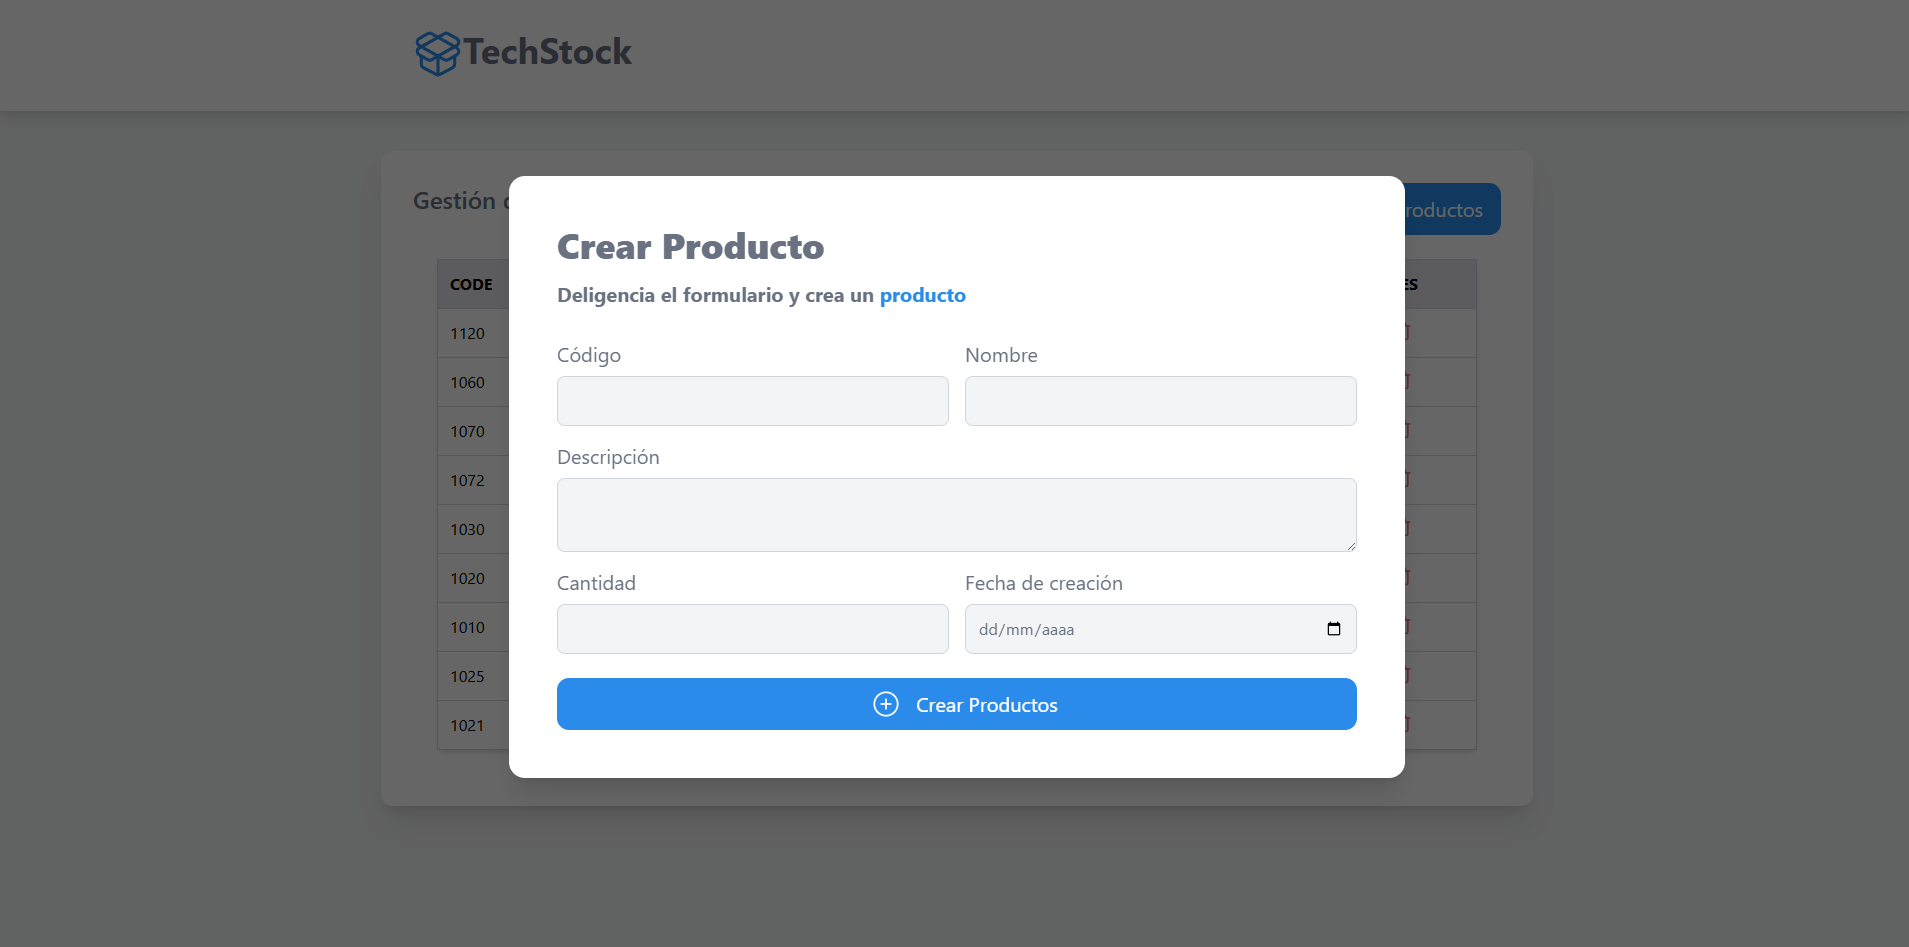 TechStock
Gestión
roductos
CODE
ES
1120
1060
1070
1072
1030
1020
1010
1025
1021
Crear Producto
Deligencia el formulario y crea un producto
Código Nombre
Descripción
Cantidad Fecha de creación
dd/mm/aaaa
Crear Productos